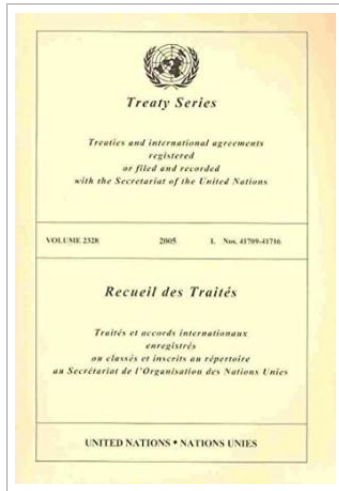 Treaty Series
Treaties and international agreements
registered
or filed and recorded
with the Secretariat of the United Nations
VOLUME 2328 2005 I. Nos. 41709-41716
Recueil des Traités
Traités et accords internationaux
enregistrés
ou classés et inscrits au répertoire
au Secrétariat de l'Organisation des Nations Unies
UNITED NATIONS • NATIONS UNIES